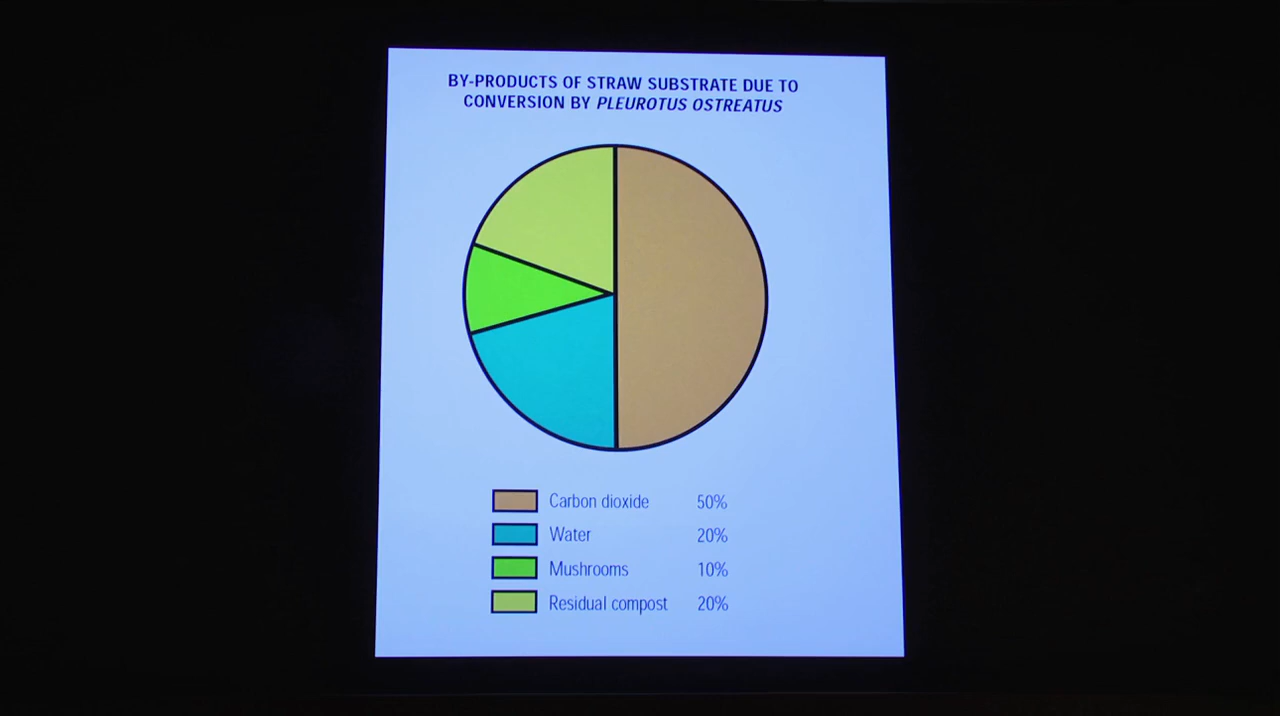 BY-PRODUCTS OF STRAW SUBSTRATE DUE TO
CONVERSION BY PLEUROTUS OSTREATUS
Carbon dioxide 50%
Water 20%
Mushrooms 10%
Residual compost 20%